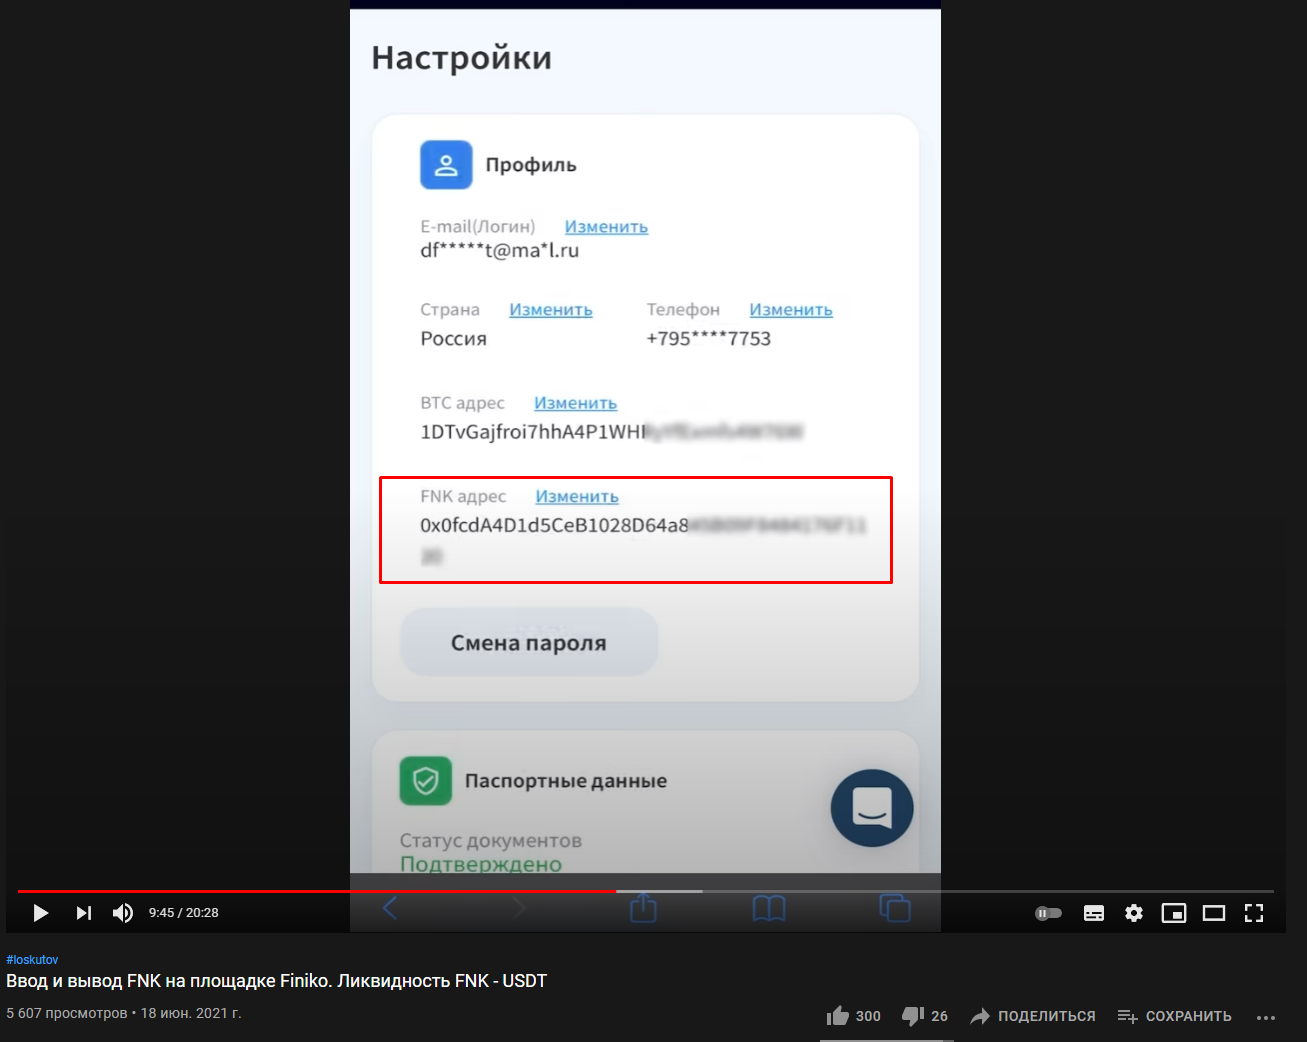 Настройки
Профиль
E-mail(Логин) Изменить
df*****t@ma*l.ru
Страна Изменить Телефон Изменить
Россия +795****7753
BTC адрес Изменить
1DTvGajfroi7hhA4P1WH
FNK адрес Изменить
0x0fcdA4D1d5CeB1028D64a8
Смена пароля
Паспортные данные
Статус документов
Подтверждено
9:45 / 20:28
#loskutov
Ввод и вывод FNK на площадке Finiko. Ликвидность FNK - USDT
5 607 просмотров • 18 июн. 2021 г.
300 26 ПОДЕЛИТЬСЯ СОХРАНИТЬ